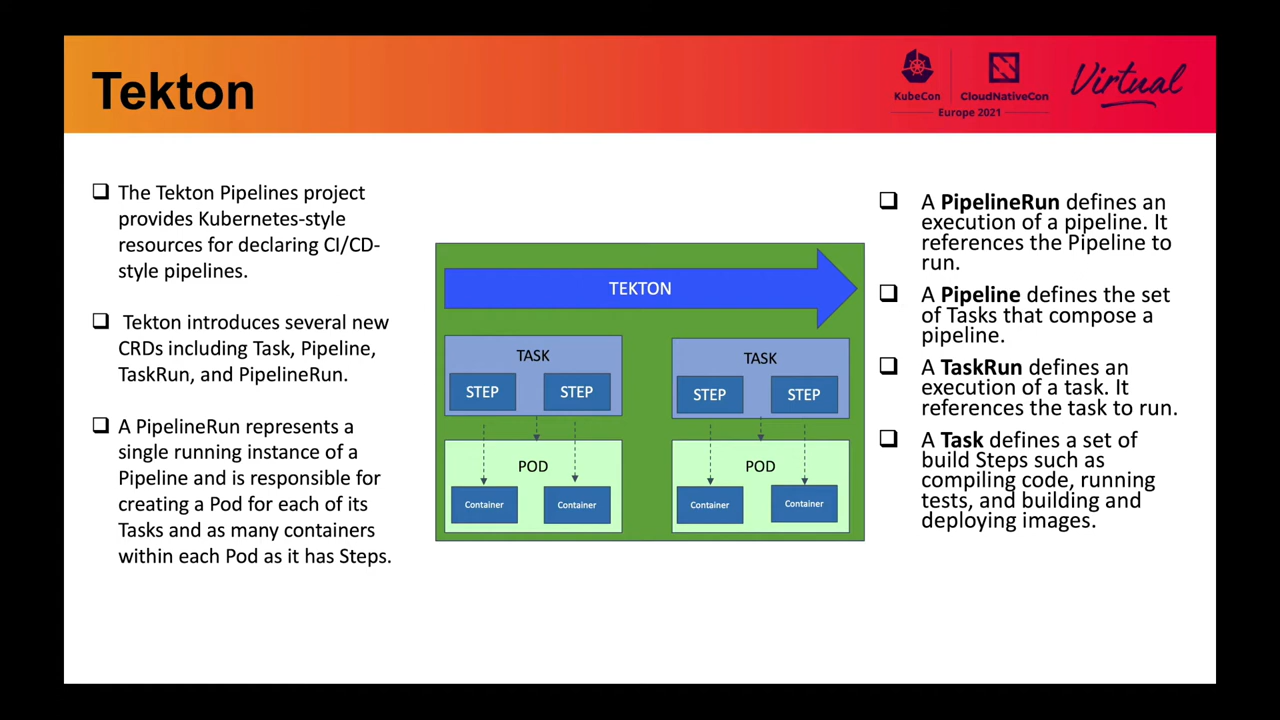 Tekton
KubeCon
CloudNativeCon
Europe 2021
Virtual
The Tekton Pipelines project
provides Kubernetes-style
resources for declaring CI/CD-
style pipelines.
Tekton introduces several new
CRDs including Task, Pipeline,
TaskRun, and PipelineRun.
A PipelineRun represents a
single running instance of a
Pipeline and is responsible for
creating a Pod for each of its
Tasks and as many containers
within each Pod as it has Steps.
TEKTON
TASK
STEP
STEP
POD
Container
Container
TASK
STEP
STEP
POD
Container
Container
A PipelineRun defines an
execution of a pipeline. It
references the Pipeline to
run.
A Pipeline defines the set
of Tasks that compose a
pipeline.
A TaskRun defines an
execution of a task. It
references the task to run.
A Task defines a set of
build Steps such as
compiling code, running
tests, and building and
deploying images.